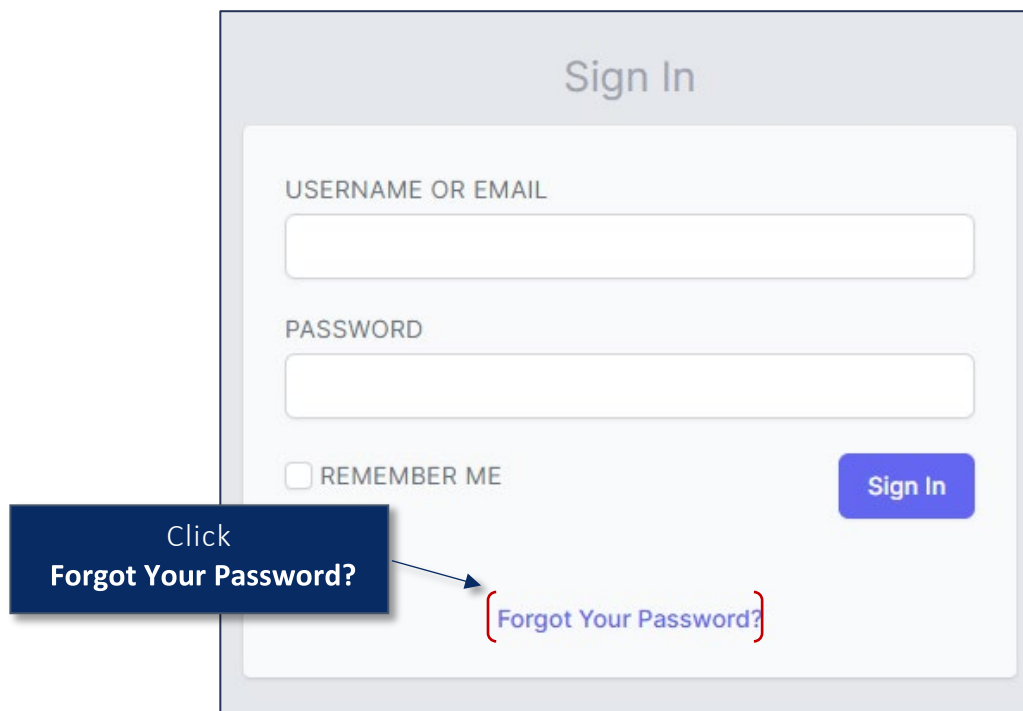 Sign In
USERNAME OR EMAIL
PASSWORD
REMEMBER ME
Sign In
Click
Forgot Your Password?
Forgot Your Password?